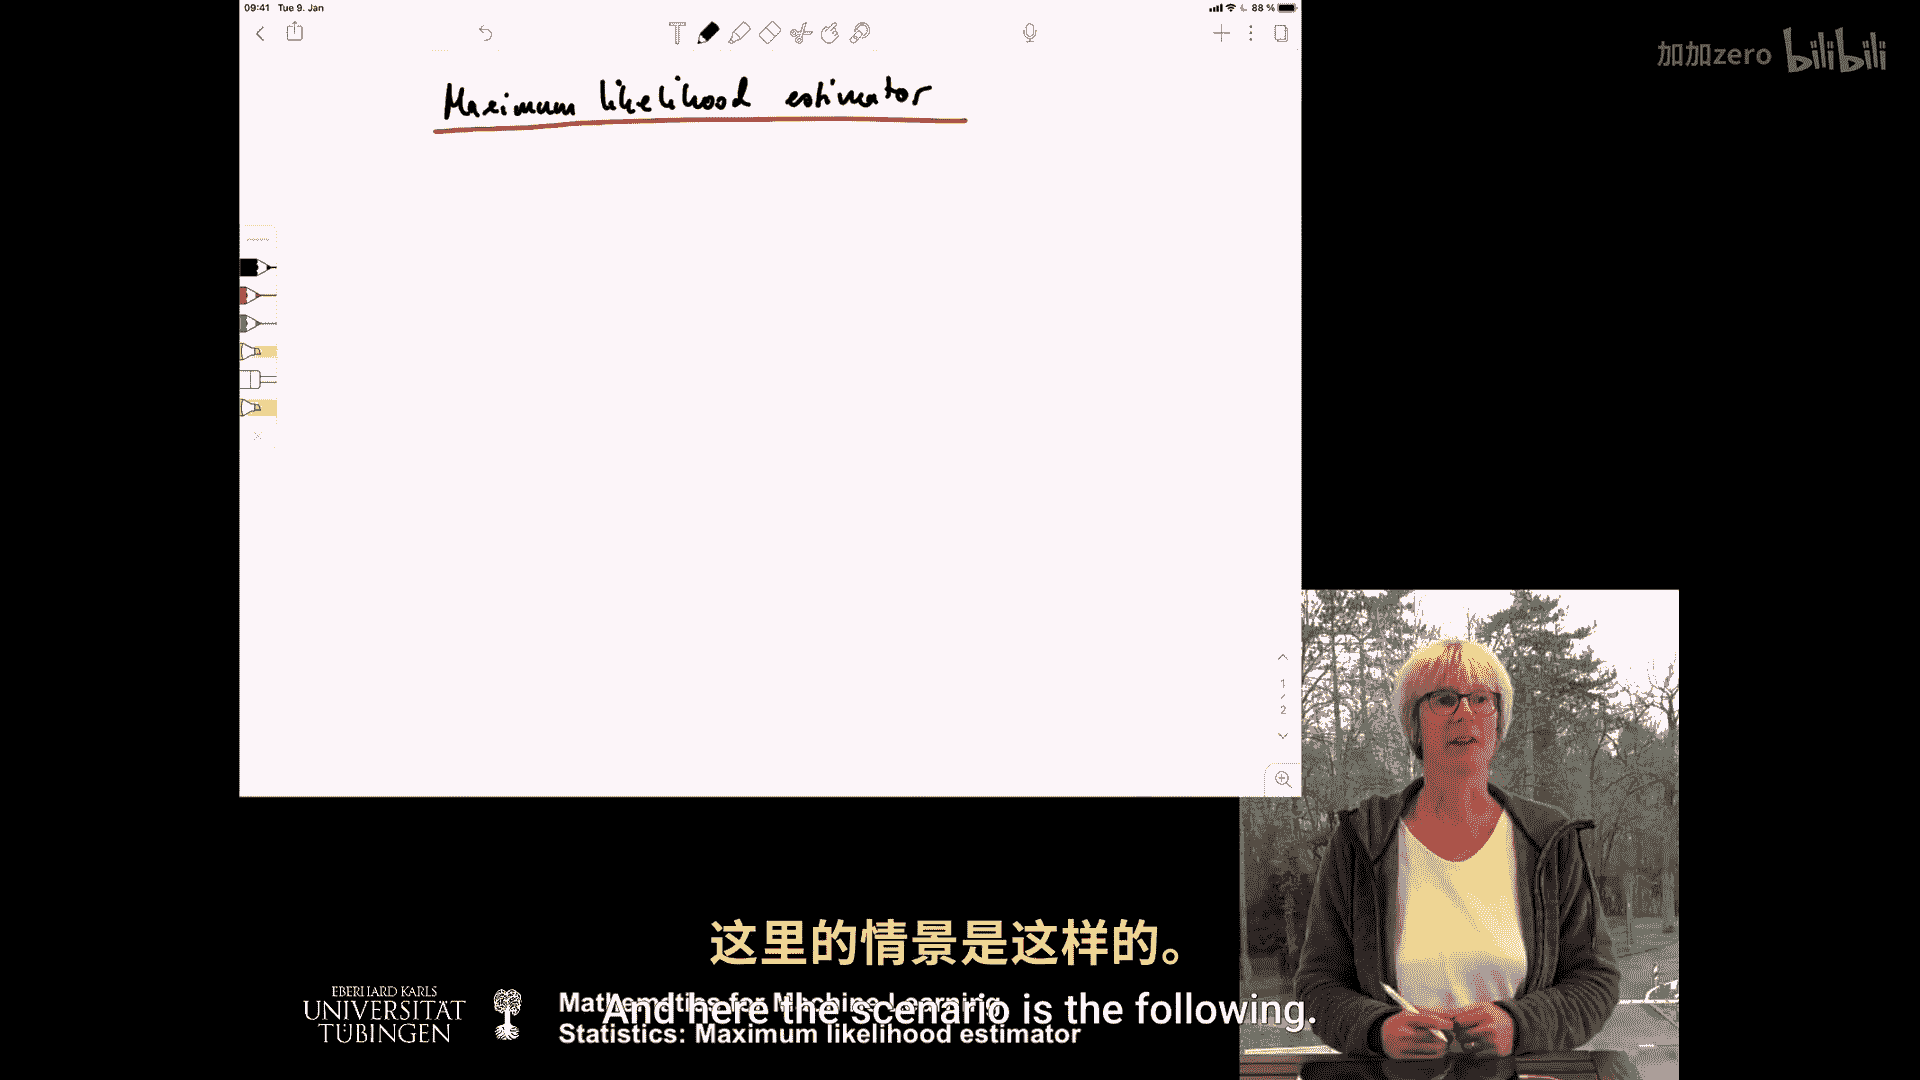 09:41 Tue 9. Jan
88 %
加加zero bilibili
T
Maximum likelihood estimator
1
2
这里的情景是这样的。
EBERHARD KARLS
UNIVERSITÄT
TÜBINGEN
Mathemdtics for Machine Learning
And here the scenario is the following.
Statistics: Maximum likelihood estimator